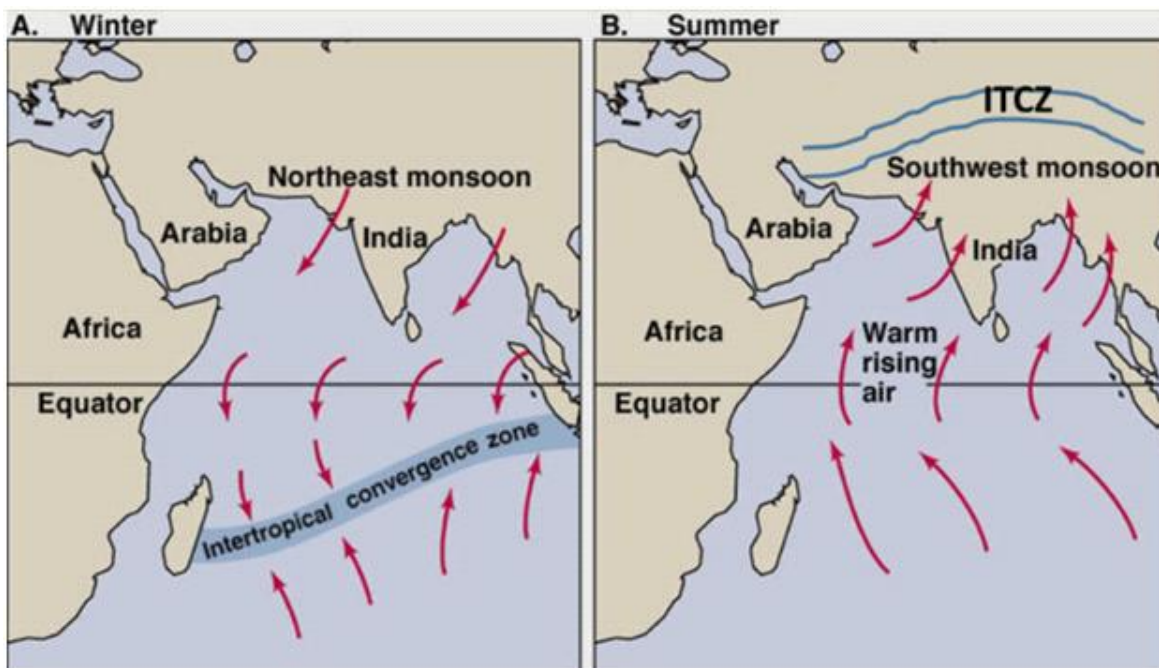 A. Winter
Northeast monsoon
Arabia
India
Africa
Equator
Intertropical convergence zone
B. Summer
ITCZ
Southwest monsoon
Arabia
India
Africa
Warm
rising
air
Equator